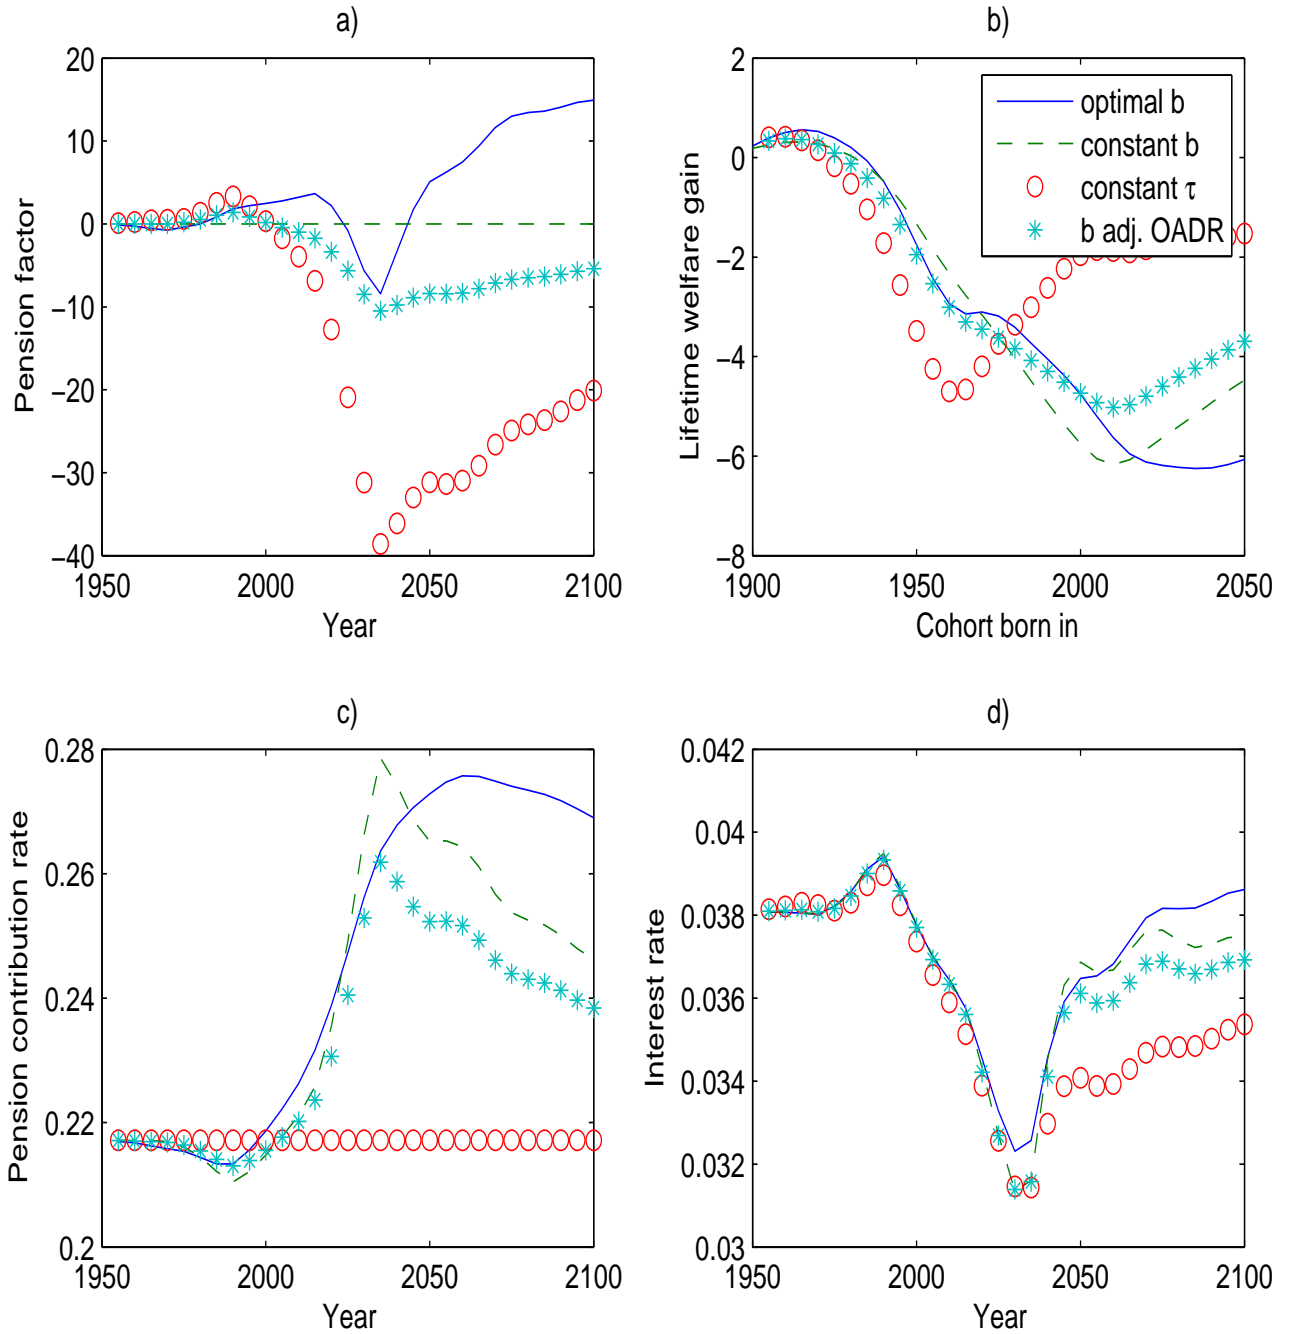 a)
20
10
0
−10
−20
−30
−40
1950
2000
2050
2100
Pension factor
Year
b)
2
0
−2
−4
−6
−8
1900
1950
2000
2050
Lifetime welfare gain
Cohort born in
optimal b
constant b
constant τ
b adj. OADR
c)
0.28
0.26
0.24
0.22
0.2
1950
2000
2050
2100
Pension contribution rate
Year
d)
0.042
0.04
0.038
0.036
0.034
0.032
0.03
1950
2000
2050
2100
Interest rate
Year